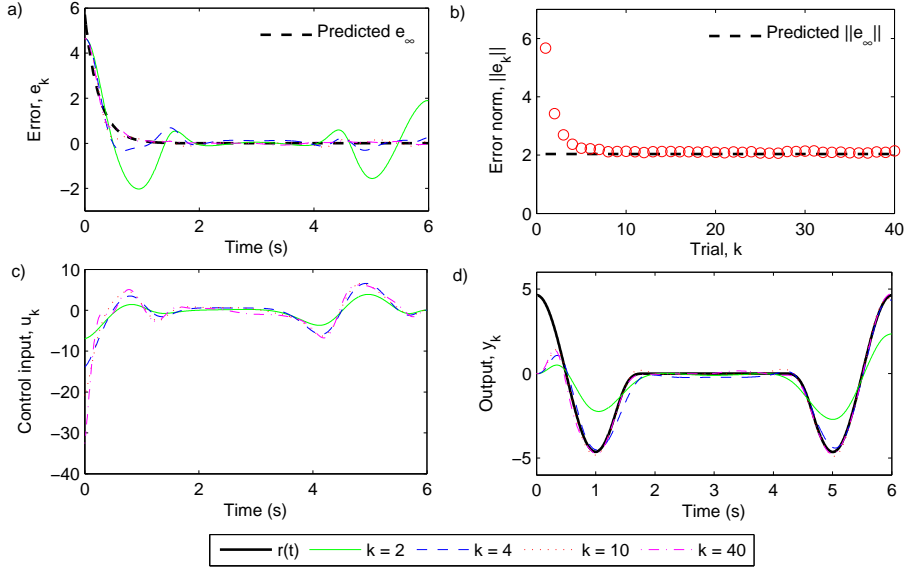 a)
6
4
2
0
−2
Error, e_k
0
2
4
6
Time (s)
Predicted e_∞
b)
6
4
2
0
Error norm, ||e_k||
10
20
30
40
Trial, k
Predicted ||e_∞||
c)
10
0
−10
−20
−30
−40
Control input, u_k
0
2
4
6
Time (s)
d)
5
0
−5
Output, y_k
0
1
2
3
4
5
6
Time (s)
r(t)
k = 2
k = 4
k = 10
k = 40